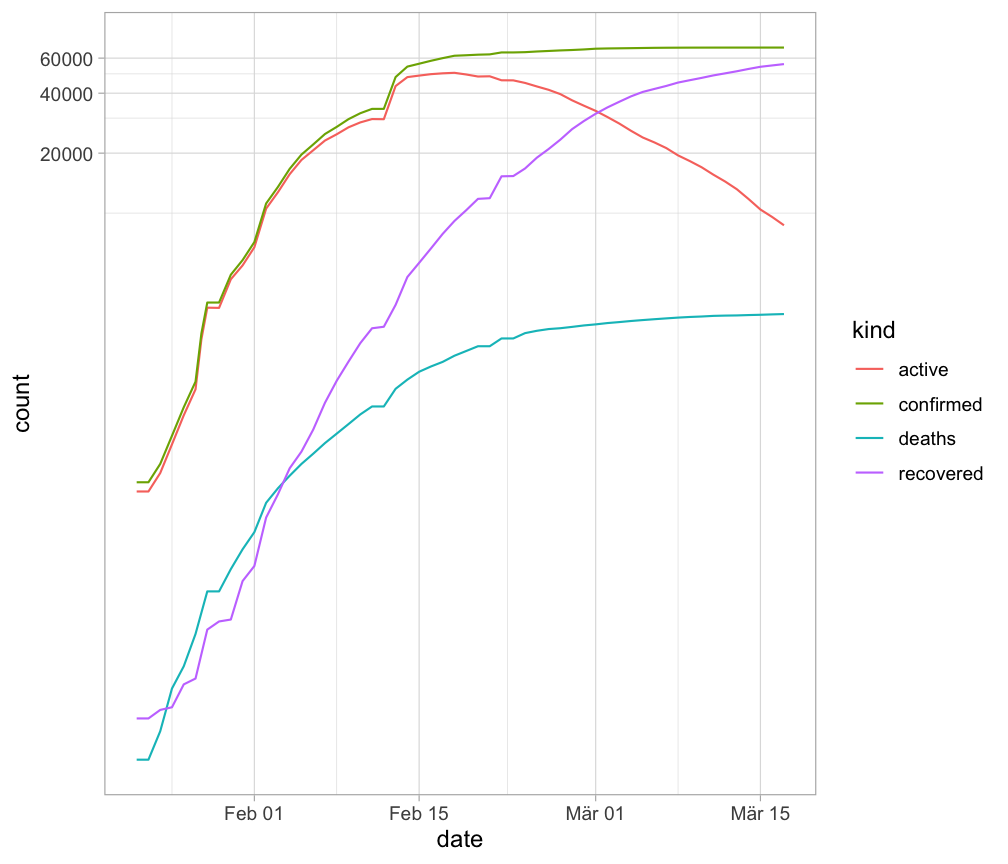 60000
40000
20000
count
Feb 01
Feb 15
Mär 01
Mär 15
date
kind
active
confirmed
deaths
recovered